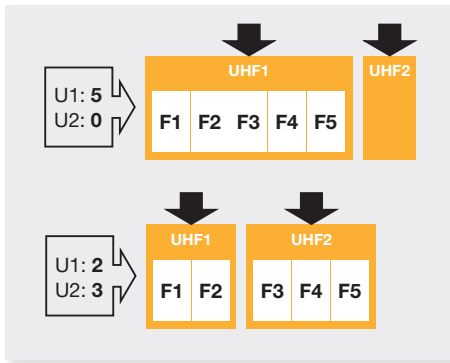 UHF1 UHF2
U1: 5
U2: 0
F1 F2 F3 F4 F5
UHF1 UHF2
U1: 2
U2: 3
F1 F2 F3 F4 F5